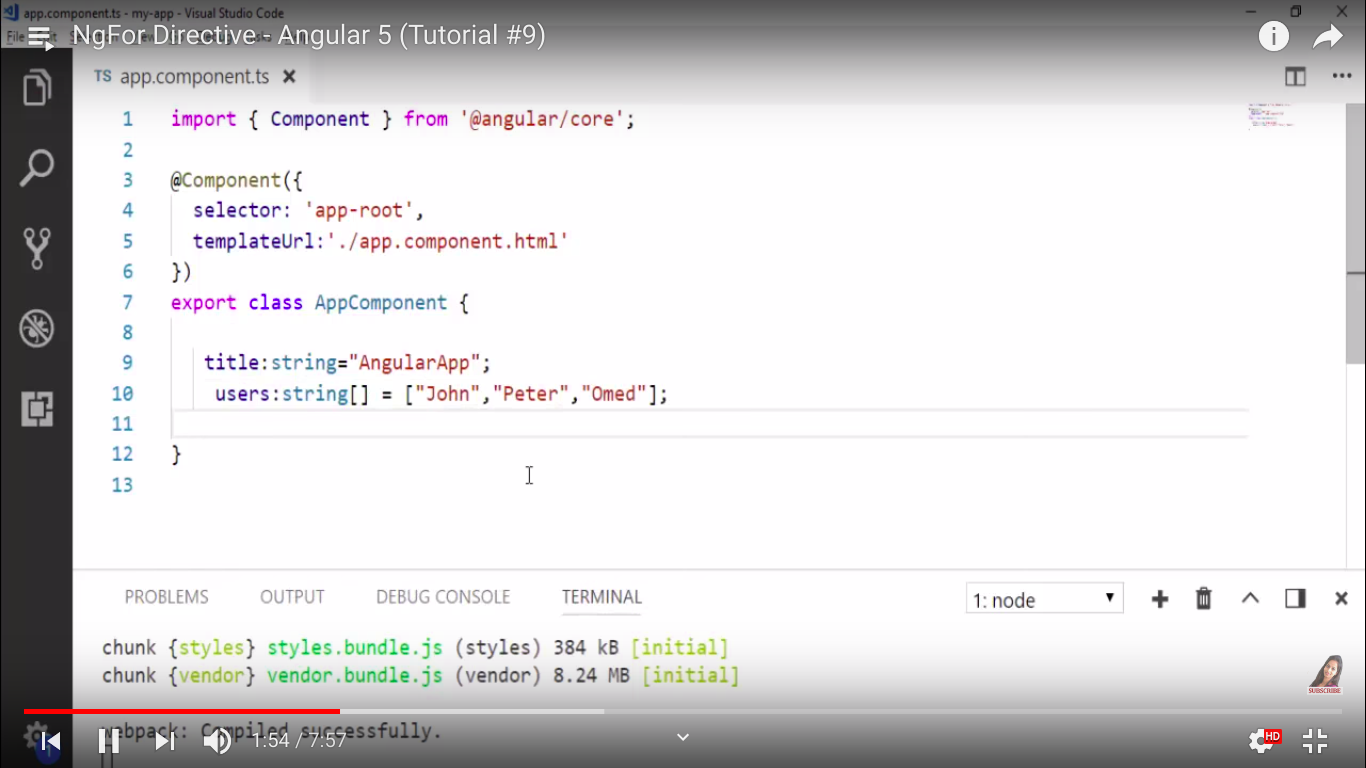 app.component.ts - my-app - Visual Studio Code
File
NgFor Directive - Angular 5 (Tutorial #9)
TS app.component.ts
1 import { Component } from '@angular/core';
2
3 @Component({
4 selector: 'app-root',
5 templateUrl:'./app.component.html'
6 })
7 export class AppComponent {
8
9 title:string="AngularApp";
10 users:string[] = ["John","Peter","Omed"];
11
12 }
13
PROBLEMS OUTPUT DEBUG CONSOLE TERMINAL 1: node
chunk {styles} styles.bundle.js (styles) 384 kB [initial]
chunk {vendor} vendor.bundle.js (vendor) 8.24 MB [initial]
SUBSCRIBE
webpack: Compiled successfully.
1:54 / 7:57
HD